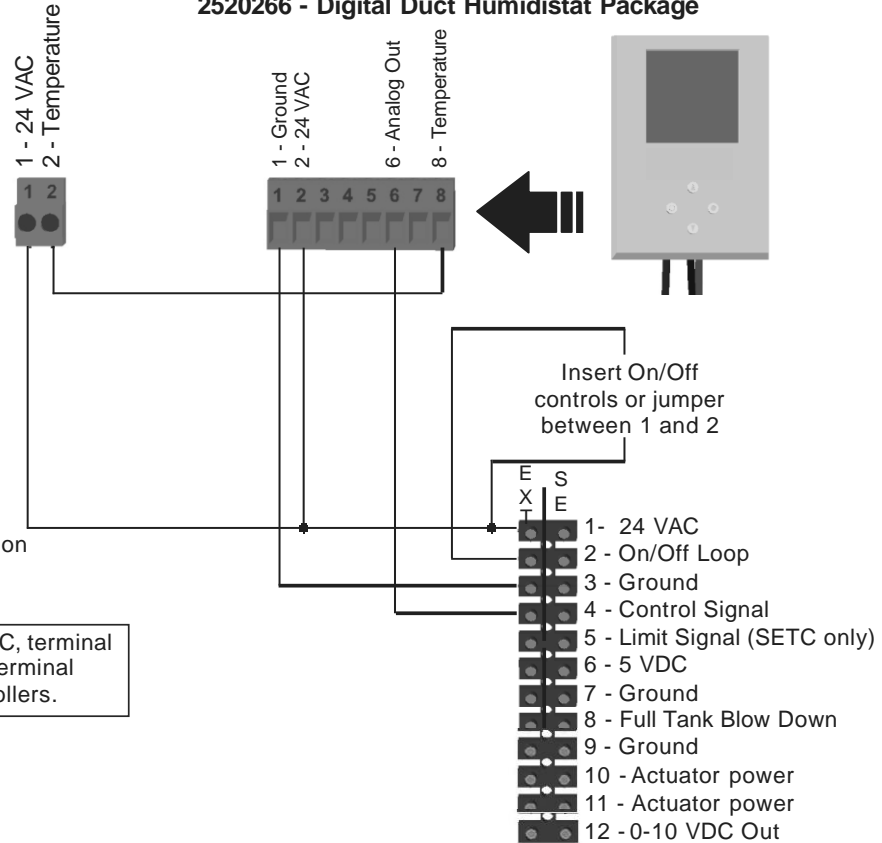 2520266 - Digital Duct Humidistat Package
1 - 24 VAC
2 - Temperature
1 - Ground
2 - 24 VAC
6 - Analog Out
8 - Temperature
1 2
1 2 3 4 5 6 7 8
Insert On/Off
controls or jumper
between 1 and 2
EXT
SE
1- 24 VAC
2 - On/Off Loop
3 - Ground
4 - Control Signal
5 - Limit Signal (SETC only)
6 - 5 VDC
7 - Ground
8 - Full Tank Blow Down
9 - Ground
10 - Actuator power
11 - Actuator power
12 - 0-10 VDC Out
on
C, terminal
erminal
ollers.